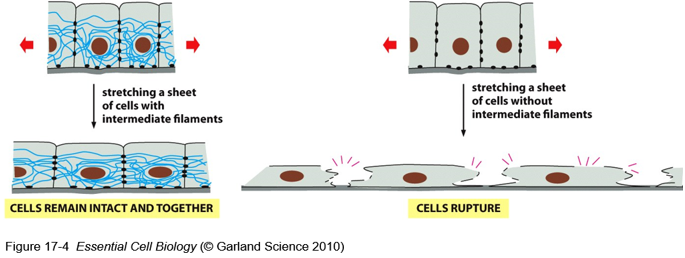 stretching a sheet
of cells with
intermediate filaments
CELLS REMAIN INTACT AND TOGETHER
stretching a sheet
of cells without
intermediate filaments
CELLS RUPTURE
Figure 17-4 Essential Cell Biology (© Garland Science 2010)